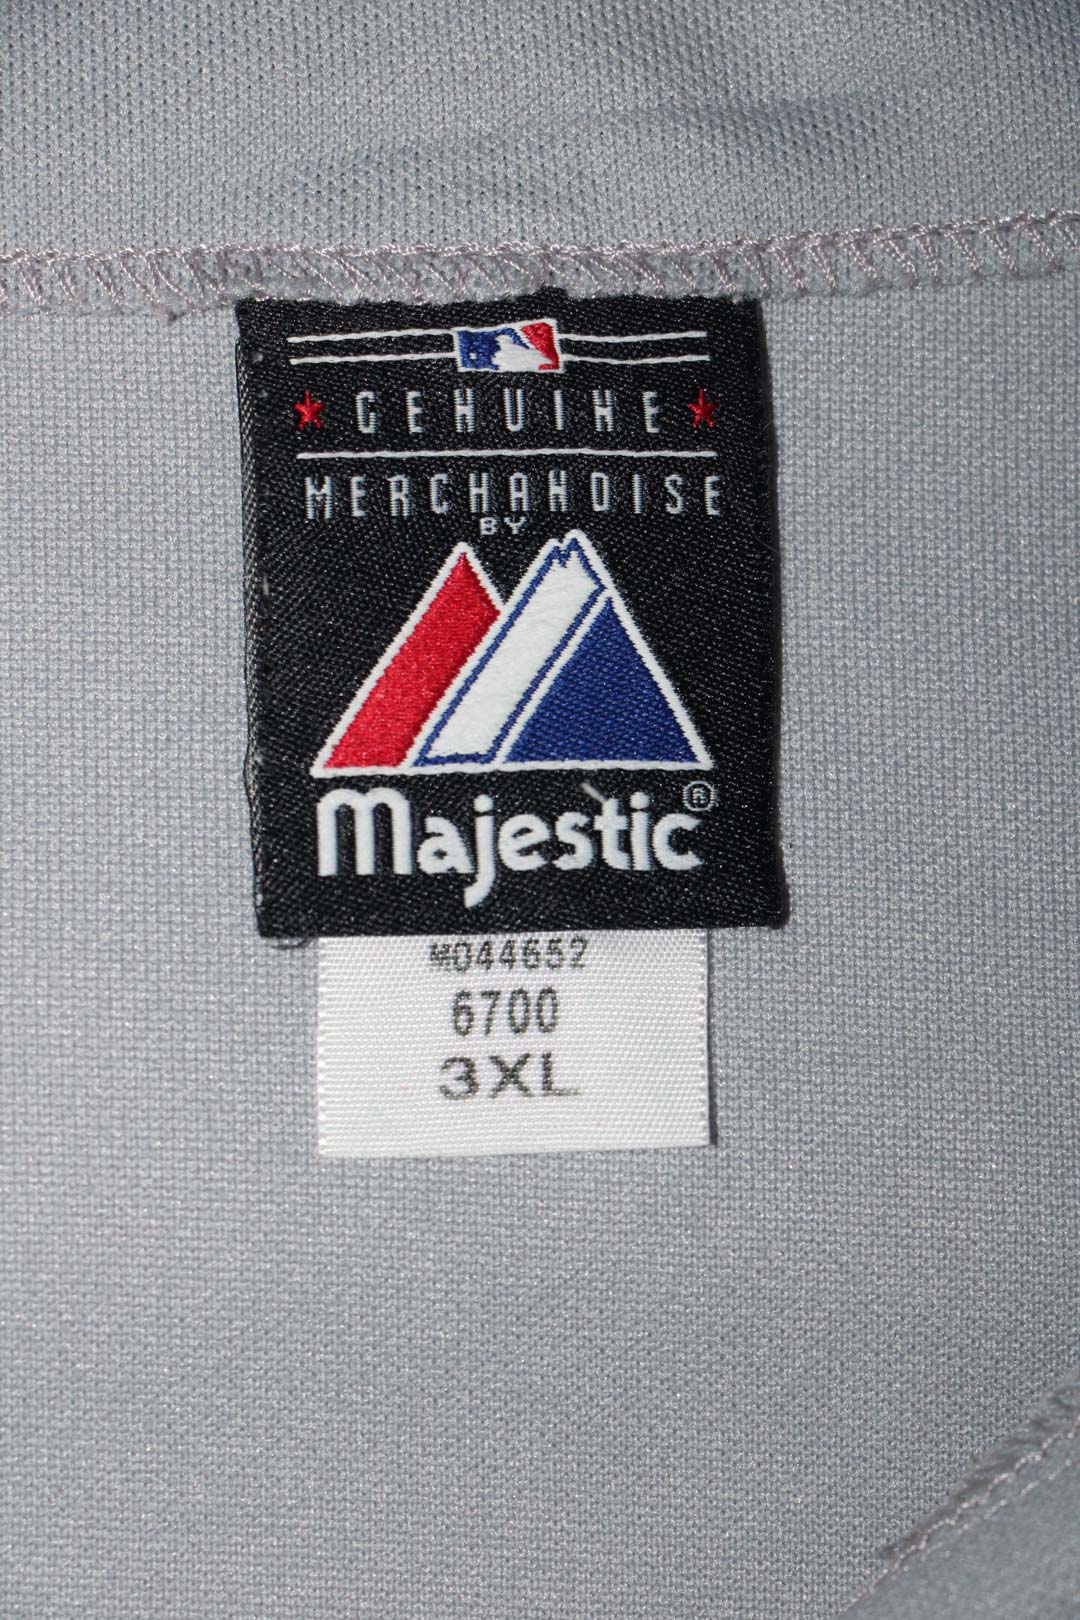 GENUINE
MERCHANDISE
BY
Majestic®
M044652
6700
3XL